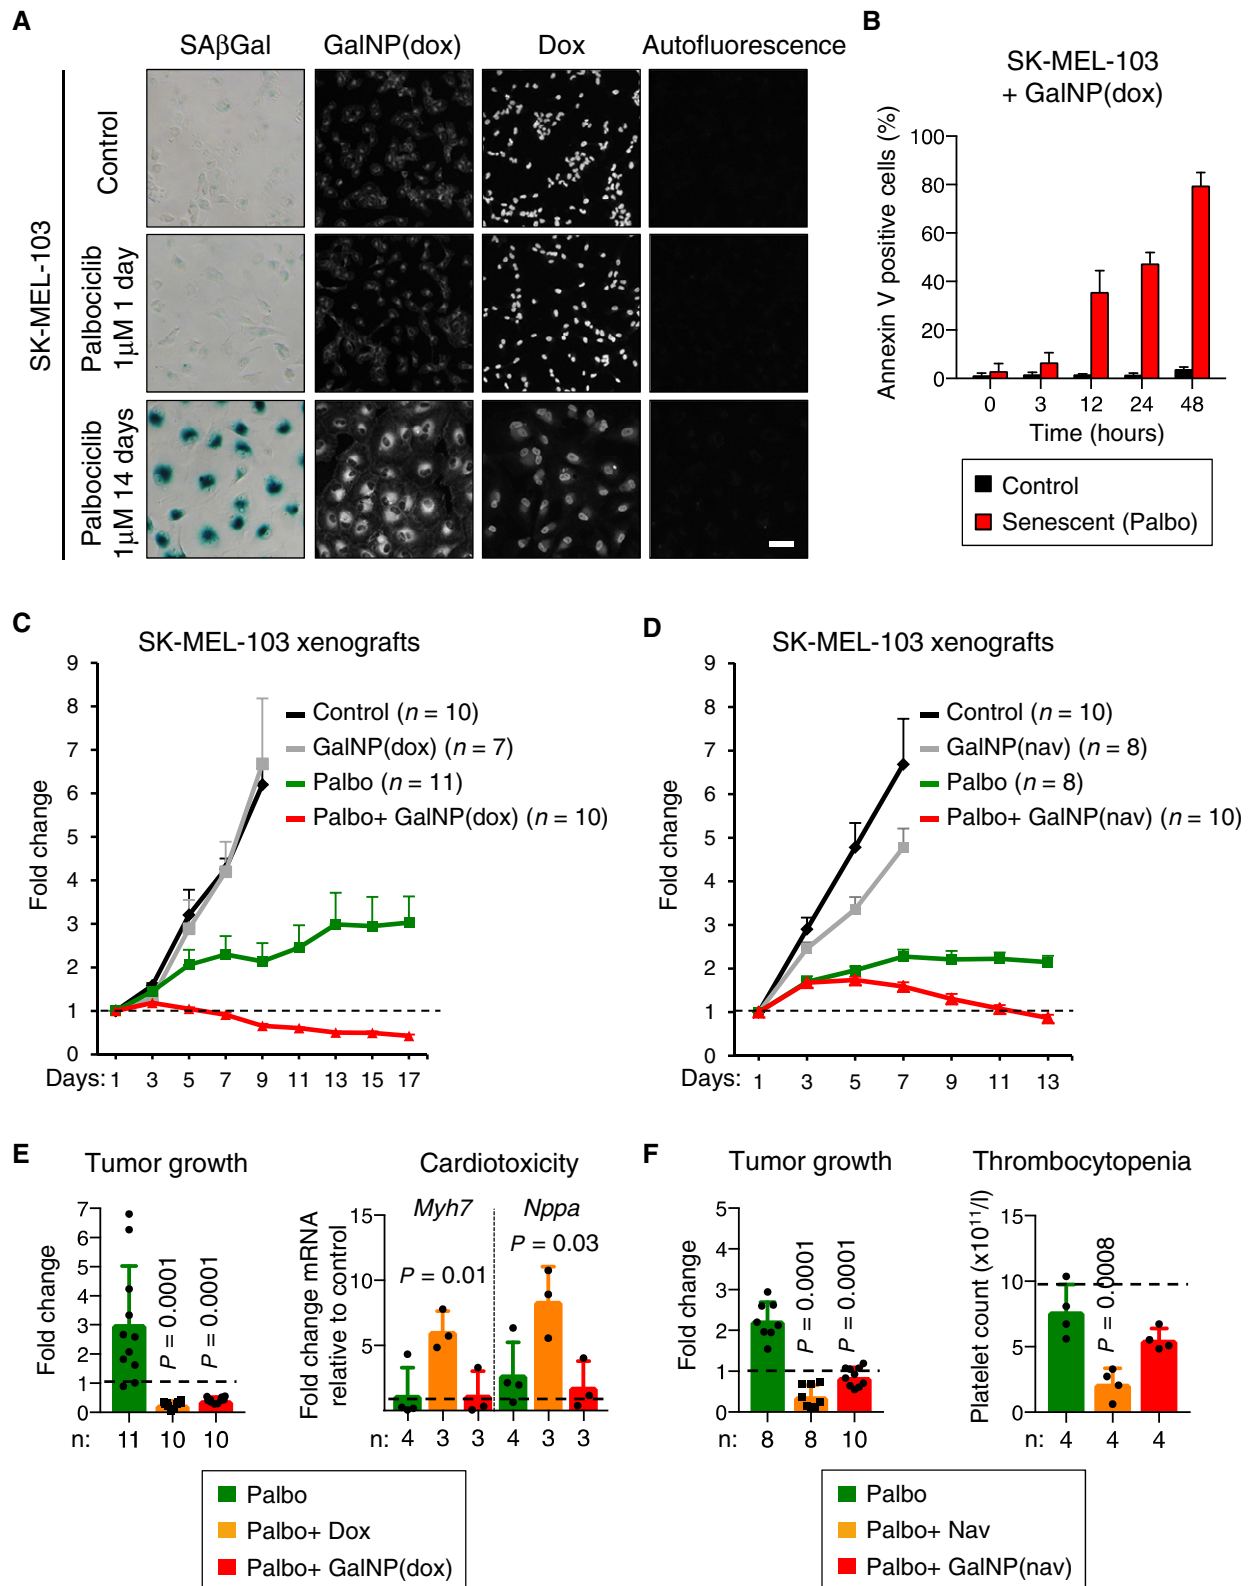 A
SAβGal GalNP(dox) Dox Autofluorescence
SK-MEL-103
Control
Palbociclib
1μM 1 day
Palbociclib
1μM 14 days
B
SK-MEL-103
+ GalNP(dox)
Annexin V positive cells (%)
100
80
60
40
20
0
0 3 12 24 48
Time (hours)
Control
Senescent (Palbo)
C
SK-MEL-103 xenografts
Fold change
9
8
7
6
5
4
3
2
1
0
Control (n = 10)
GalNP(dox) (n = 7)
Palbo (n = 11)
Palbo+ GalNP(dox) (n = 10)
Days: 1 3 5 7 9 11 13 15 17
D
SK-MEL-103 xenografts
Fold change
9
8
7
6
5
4
3
2
1
0
Control (n = 10)
GalNP(nav) (n = 8)
Palbo (n = 8)
Palbo+ GalNP(nav) (n = 10)
Days: 1 3 5 7 9 11 13
E
Tumor growth
Fold change
7
6
5
4
3
2
1
0
P = 0.0001
P = 0.0001
n: 11 10 10
Cardiotoxicity
Fold change mRNA
relative to control
15
10
5
Myh7 Nppa
P = 0.01
P = 0.03
n: 4 3 3 4 3 3
Palbo
Palbo+ Dox
Palbo+ GalNP(dox)
F
Tumor growth
Fold change
5
4
3
2
1
0
P = 0.0001
P = 0.0001
n: 8 8 10
Thrombocytopenia
Platelet count (x10¹¹/l)
15
10
5
0
P = 0.0008
n: 4 4 4
Palbo
Palbo+ Nav
Palbo+ GalNP(nav)